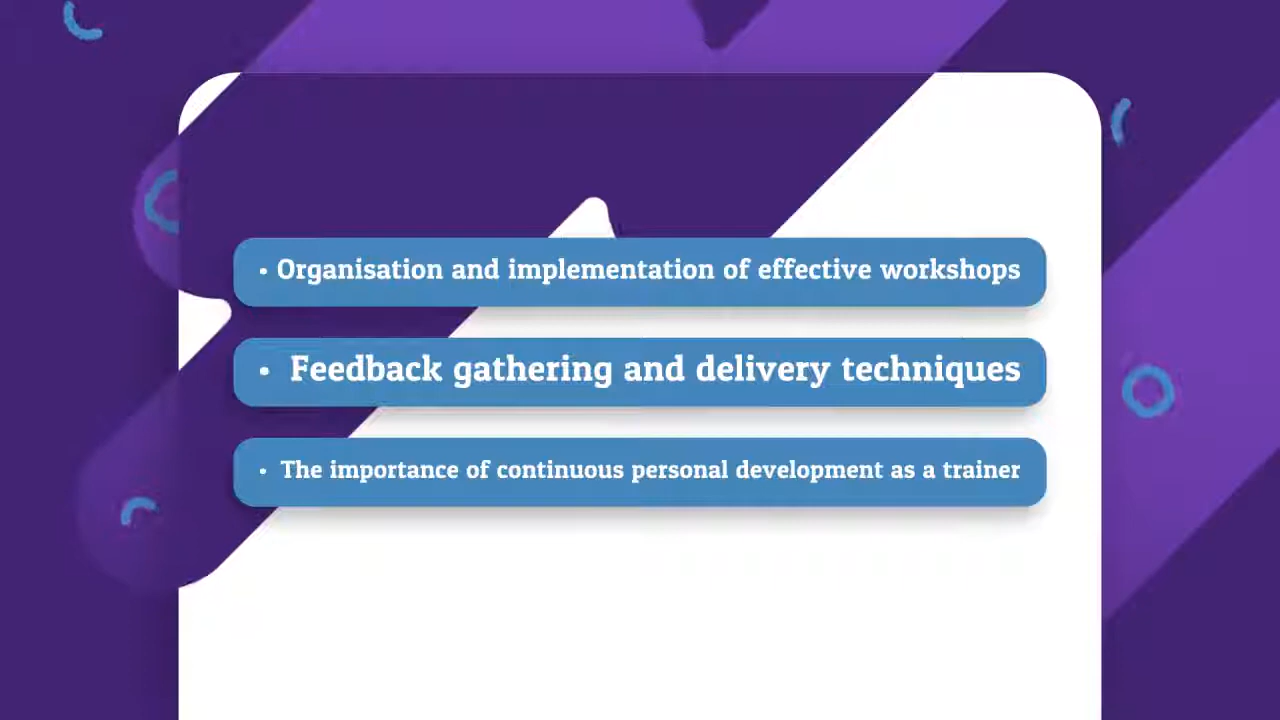 • Organisation and implementation of effective workshops
• Feedback gathering and delivery techniques
• The importance of continuous personal development as a trainer